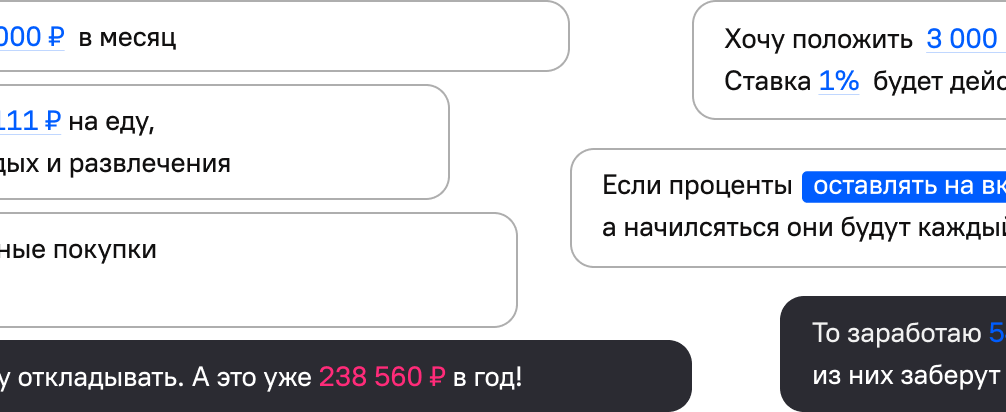 000 ₽ в месяц
111 ₽ на еду,
дых и развлечения
ные покупки
у откладывать. А это уже 238 560 ₽ в год!
Хочу положить 3 000
Ставка 1% будет дейс
Если проценты оставлять на вк
а начилсяться они будут каждый
То заработаю 5
из них заберут